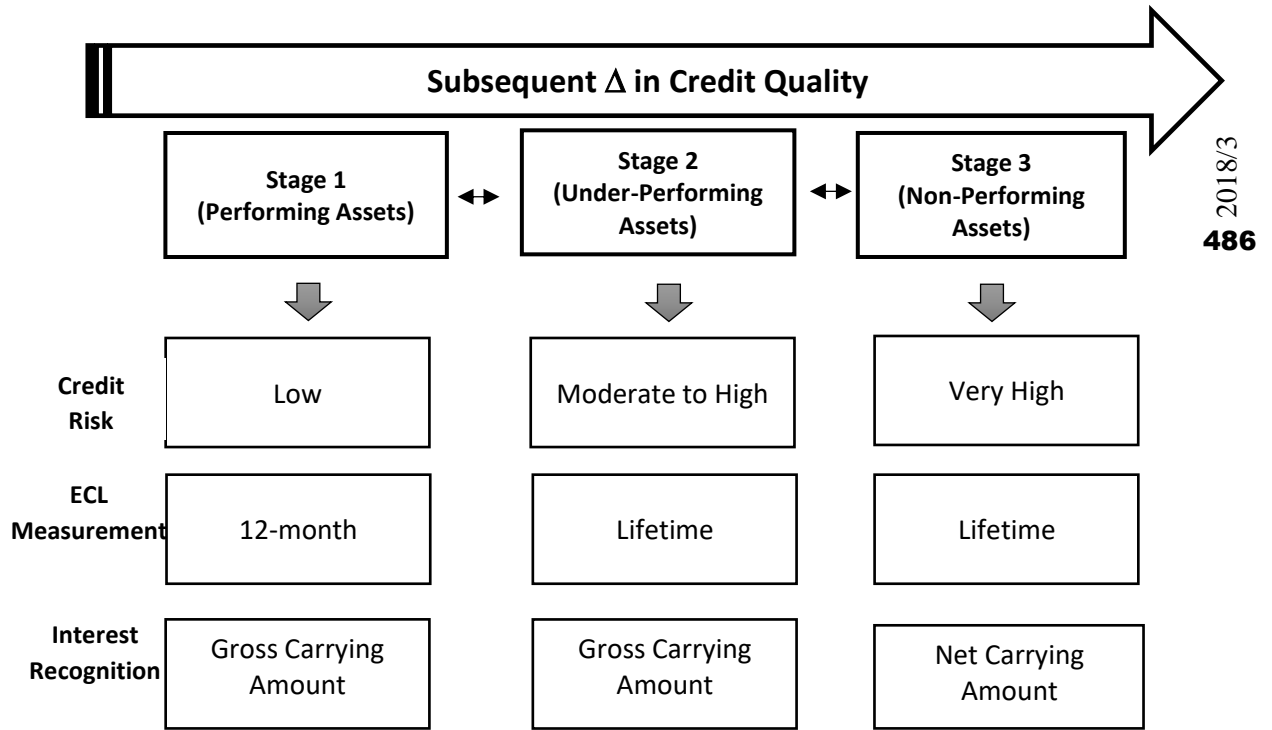 Subsequent Δ in Credit Quality
Stage 1
(Performing Assets)
Stage 2
(Under-Performing
Assets)
Stage 3
(Non-Performing
Assets)
2018/3
486
Credit
Risk
Low
Moderate to High
Very High
ECL
Measurement
12-month
Lifetime
Lifetime
Interest
Recognition
Gross Carrying
Amount
Gross Carrying
Amount
Net Carrying
Amount